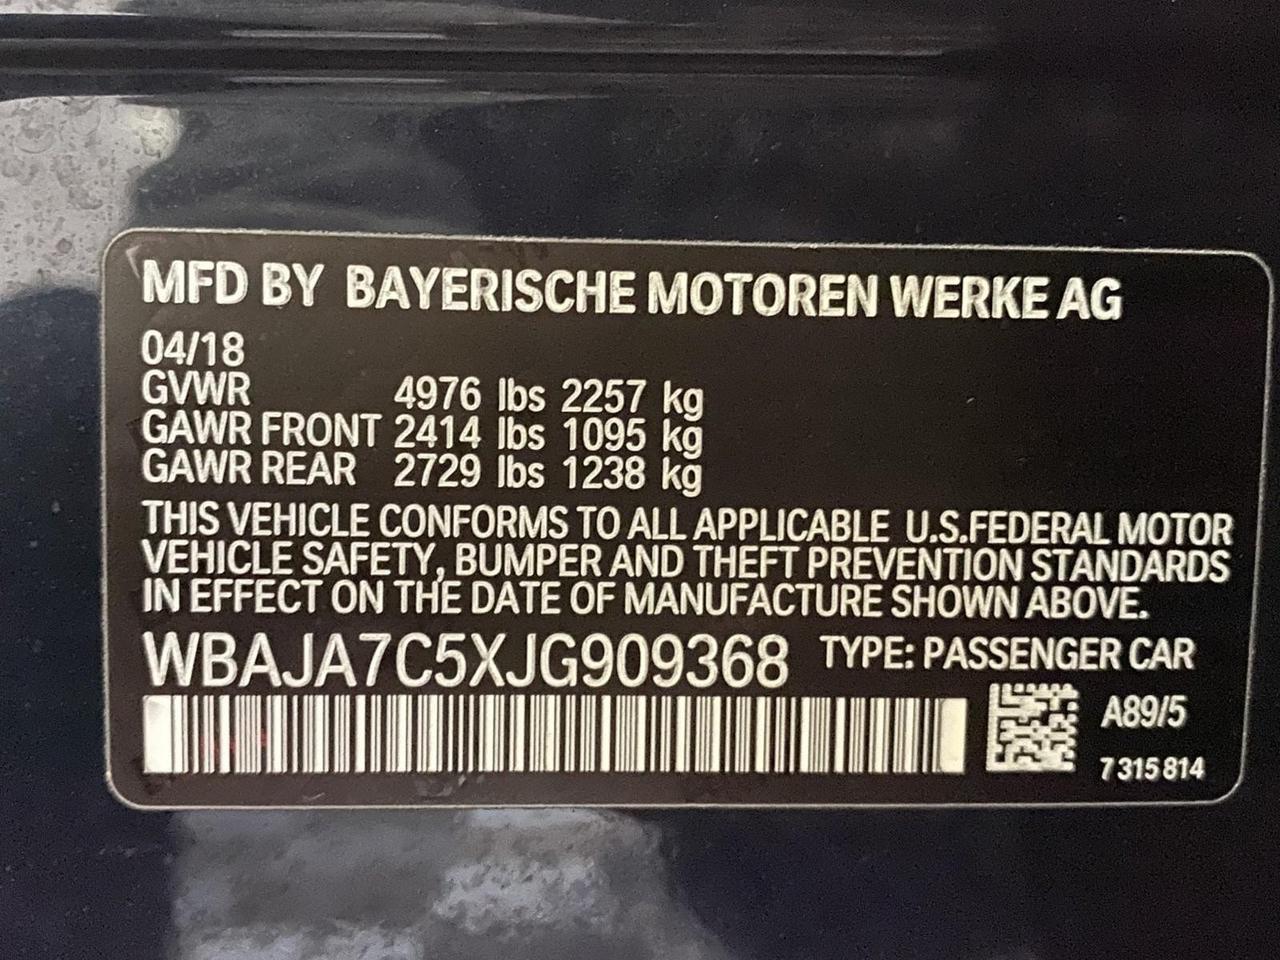 MFD BY BAYERISCHE MOTOREN WERKE AG
04/18
GVWR 4976 lbs 2257 kg
GAWR FRONT 2414 lbs 1095 kg
GAWR REAR 2729 lbs 1238 kg
THIS VEHICLE CONFORMS TO ALL APPLICABLE U.S.FEDERAL MOTOR
VEHICLE SAFETY, BUMPER AND THEFT PREVENTION STANDARDS
IN EFFECT ON THE DATE OF MANUFACTURE SHOWN ABOVE.
WBAJA7C5XJG909368 TYPE: PASSENGER CAR
A89/5
7 315 814